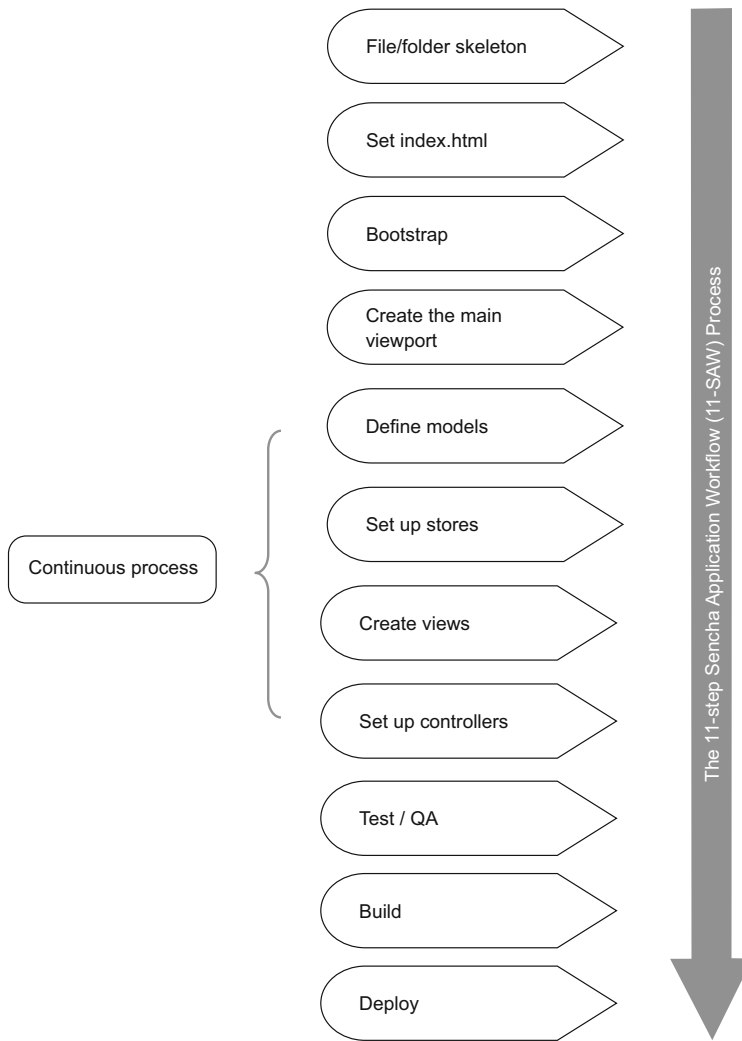 File/folder skeleton
Set index.html
Bootstrap
Create the main
viewport
Define models
Set up stores
Continuous process
Create views
Set up controllers
Test / QA
Build
Deploy
The 11-step Sencha Application Workflow (11-SAW) Process